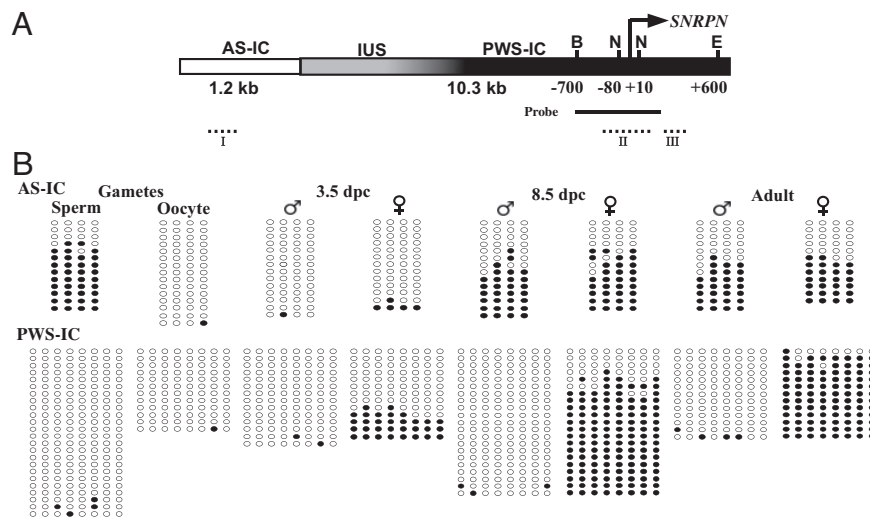 A
SNRPN
AS-IC IUS PWS-IC B N N E
1.2 kb 10.3 kb -700 -80 +10 +600
Probe
I II III
B
AS-IC Gametes 3.5 dpc 8.5 dpc Adult
Sperm Oocyte ♂ ♀ ♂ ♀ ♂ ♀
PWS-IC